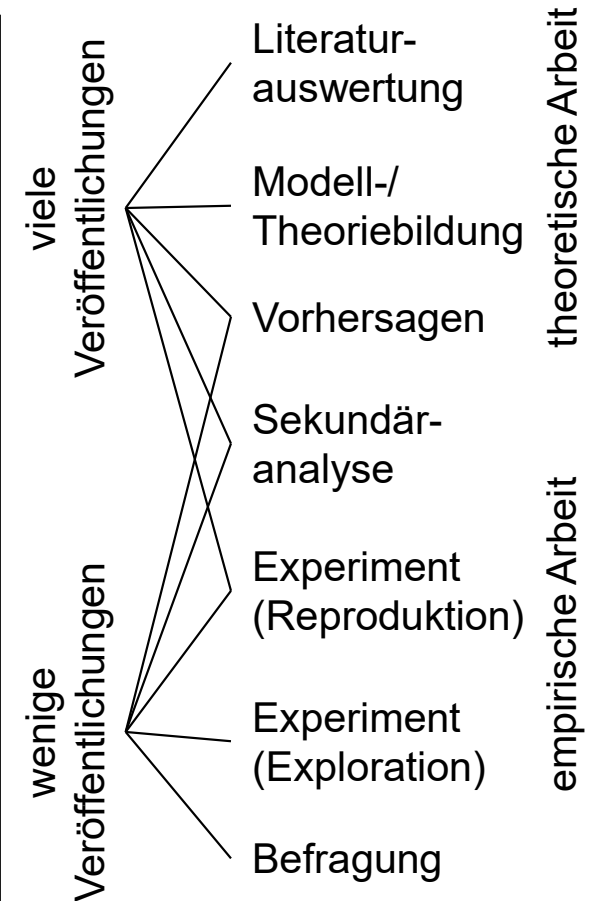 viele
Veröffentlichungen
wenige
Veröffentlichungen
Literatur-
auswertung
Modell-/
Theoriebildung
Vorhersagen
Sekundär-
analyse
Experiment
(Reproduktion)
Experiment
(Exploration)
Befragung
theoretische Arbeit
empirische Arbeit